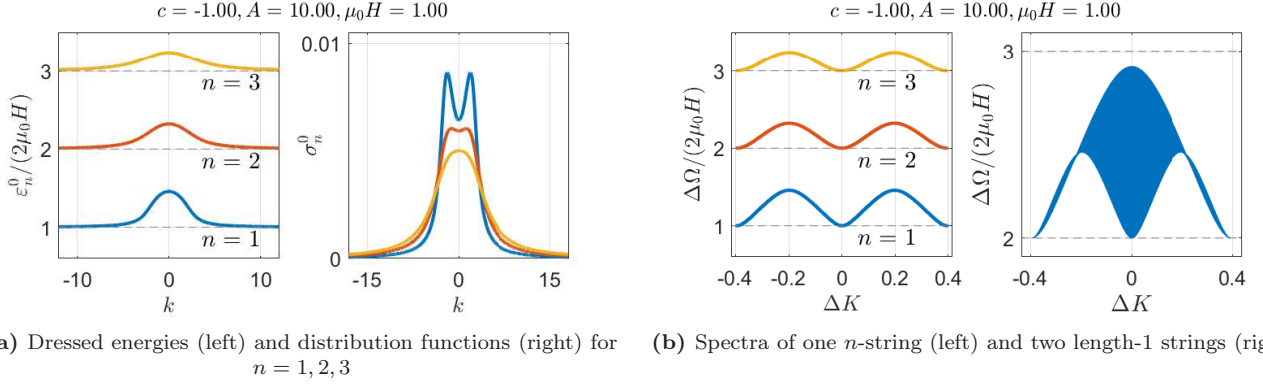 c = -1.00, A = 10.00, μ₀H = 1.00
ε⁰ₙ/(2μ₀H)
3
2
1
n = 3
n = 2
n = 1
-10 0 10
k
σ⁰ₙ
0.01
0
-15 0 15
k
a) Dressed energies (left) and distribution functions (right) for
n = 1, 2, 3
c = -1.00, A = 10.00, μ₀H = 1.00
ΔΩ/(2μ₀H)
3
2
1
n = 3
n = 2
n = 1
-0.4 -0.2 0 0.2 0.4
ΔK
ΔΩ/(2μ₀H)
3
2
-0.4 0 0.4
ΔK
(b) Spectra of one n-string (left) and two length-1 strings (rig